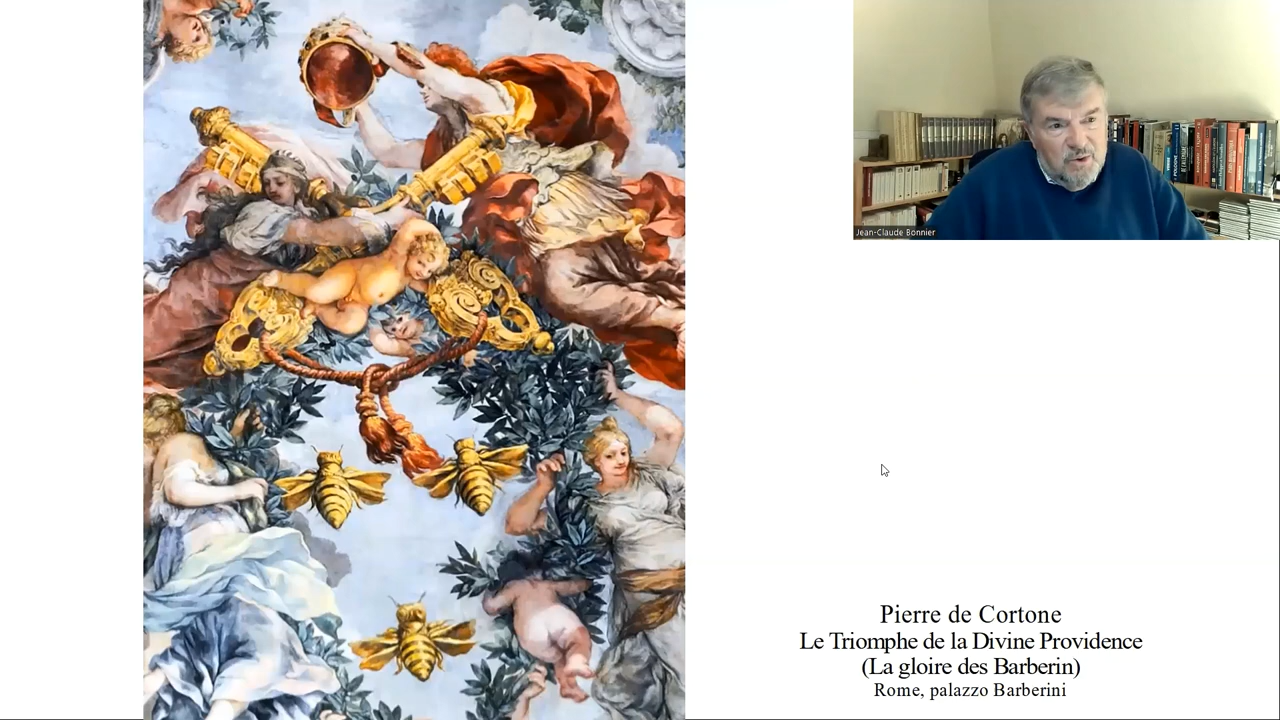 Jean-Claude Bonnier
Pierre de Cortone
Le Triomphe de la Divine Providence
(La gloire des Barberin)
Rome, palazzo Barberini